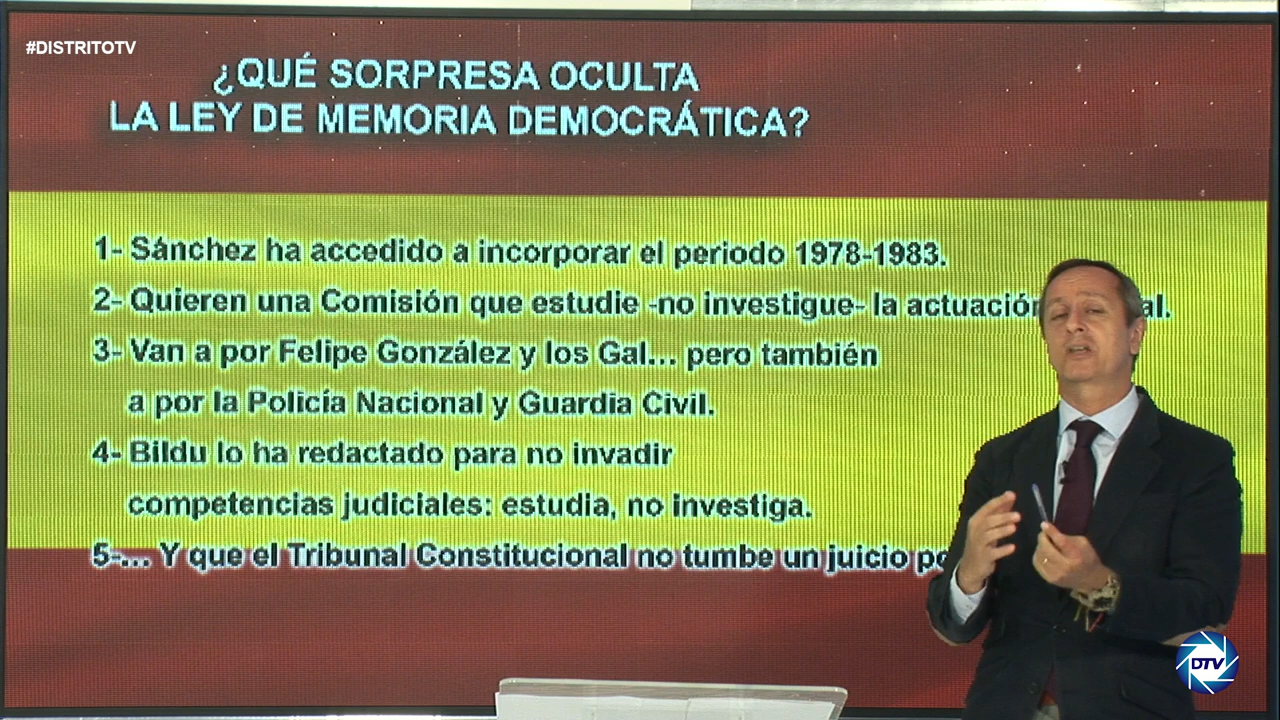 #DISTRITOTV
¿QUÉ SORPRESA OCULTA
LA LEY DE MEMORIA DEMOCRÁTICA?
1- Sánchez ha accedido a incorporar el periodo 1978-1983.
2- Quieren una Comisión que estudie -no investigue- la
3- Van a por Felipe González y los Gal... pero también
a por la Policía Nacional y Guardia Civil.
4- Bildu lo ha redactado para no invadir
competencias judiciales: estudia, no investiga.
5-... Y que el Tribunal Constitucional no tumbe un juicio
DTV